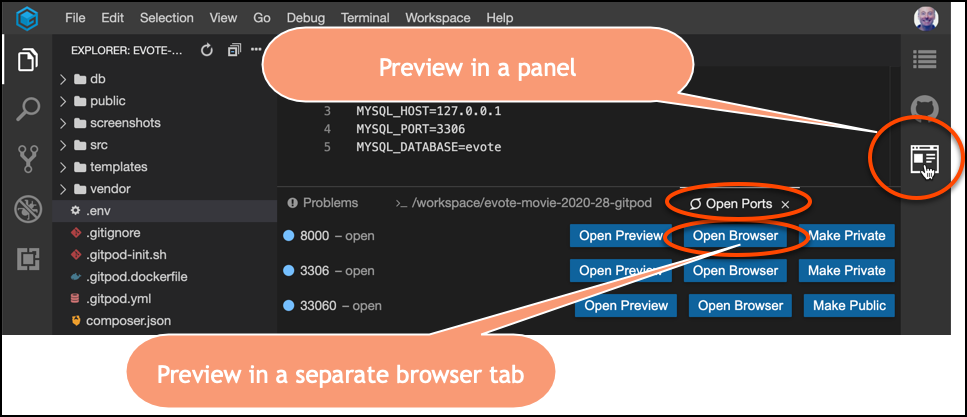 File Edit Selection View Go Debug Terminal Workspace Help
EXPLORER: EVOTE-...
Preview in a panel
db
public
screenshots
src
templates
vendor
.env
.gitignore
.gitpod-init.sh
.gitpod.dockerfile
.gitpod.yml
composer.json
3 MYSQL_HOST=127.0.0.1
4 MYSQL_PORT=3306
5 MYSQL_DATABASE=evote
Problems >_ /workspace/evote-movie-2020-28-gitpod Open Ports ×
8000 – open Open Preview Open Browser Make Private
3306 – open Open Preview Open Browser Make Private
33060 – open Open Preview Open Browser Make Public
Preview in a separate browser tab